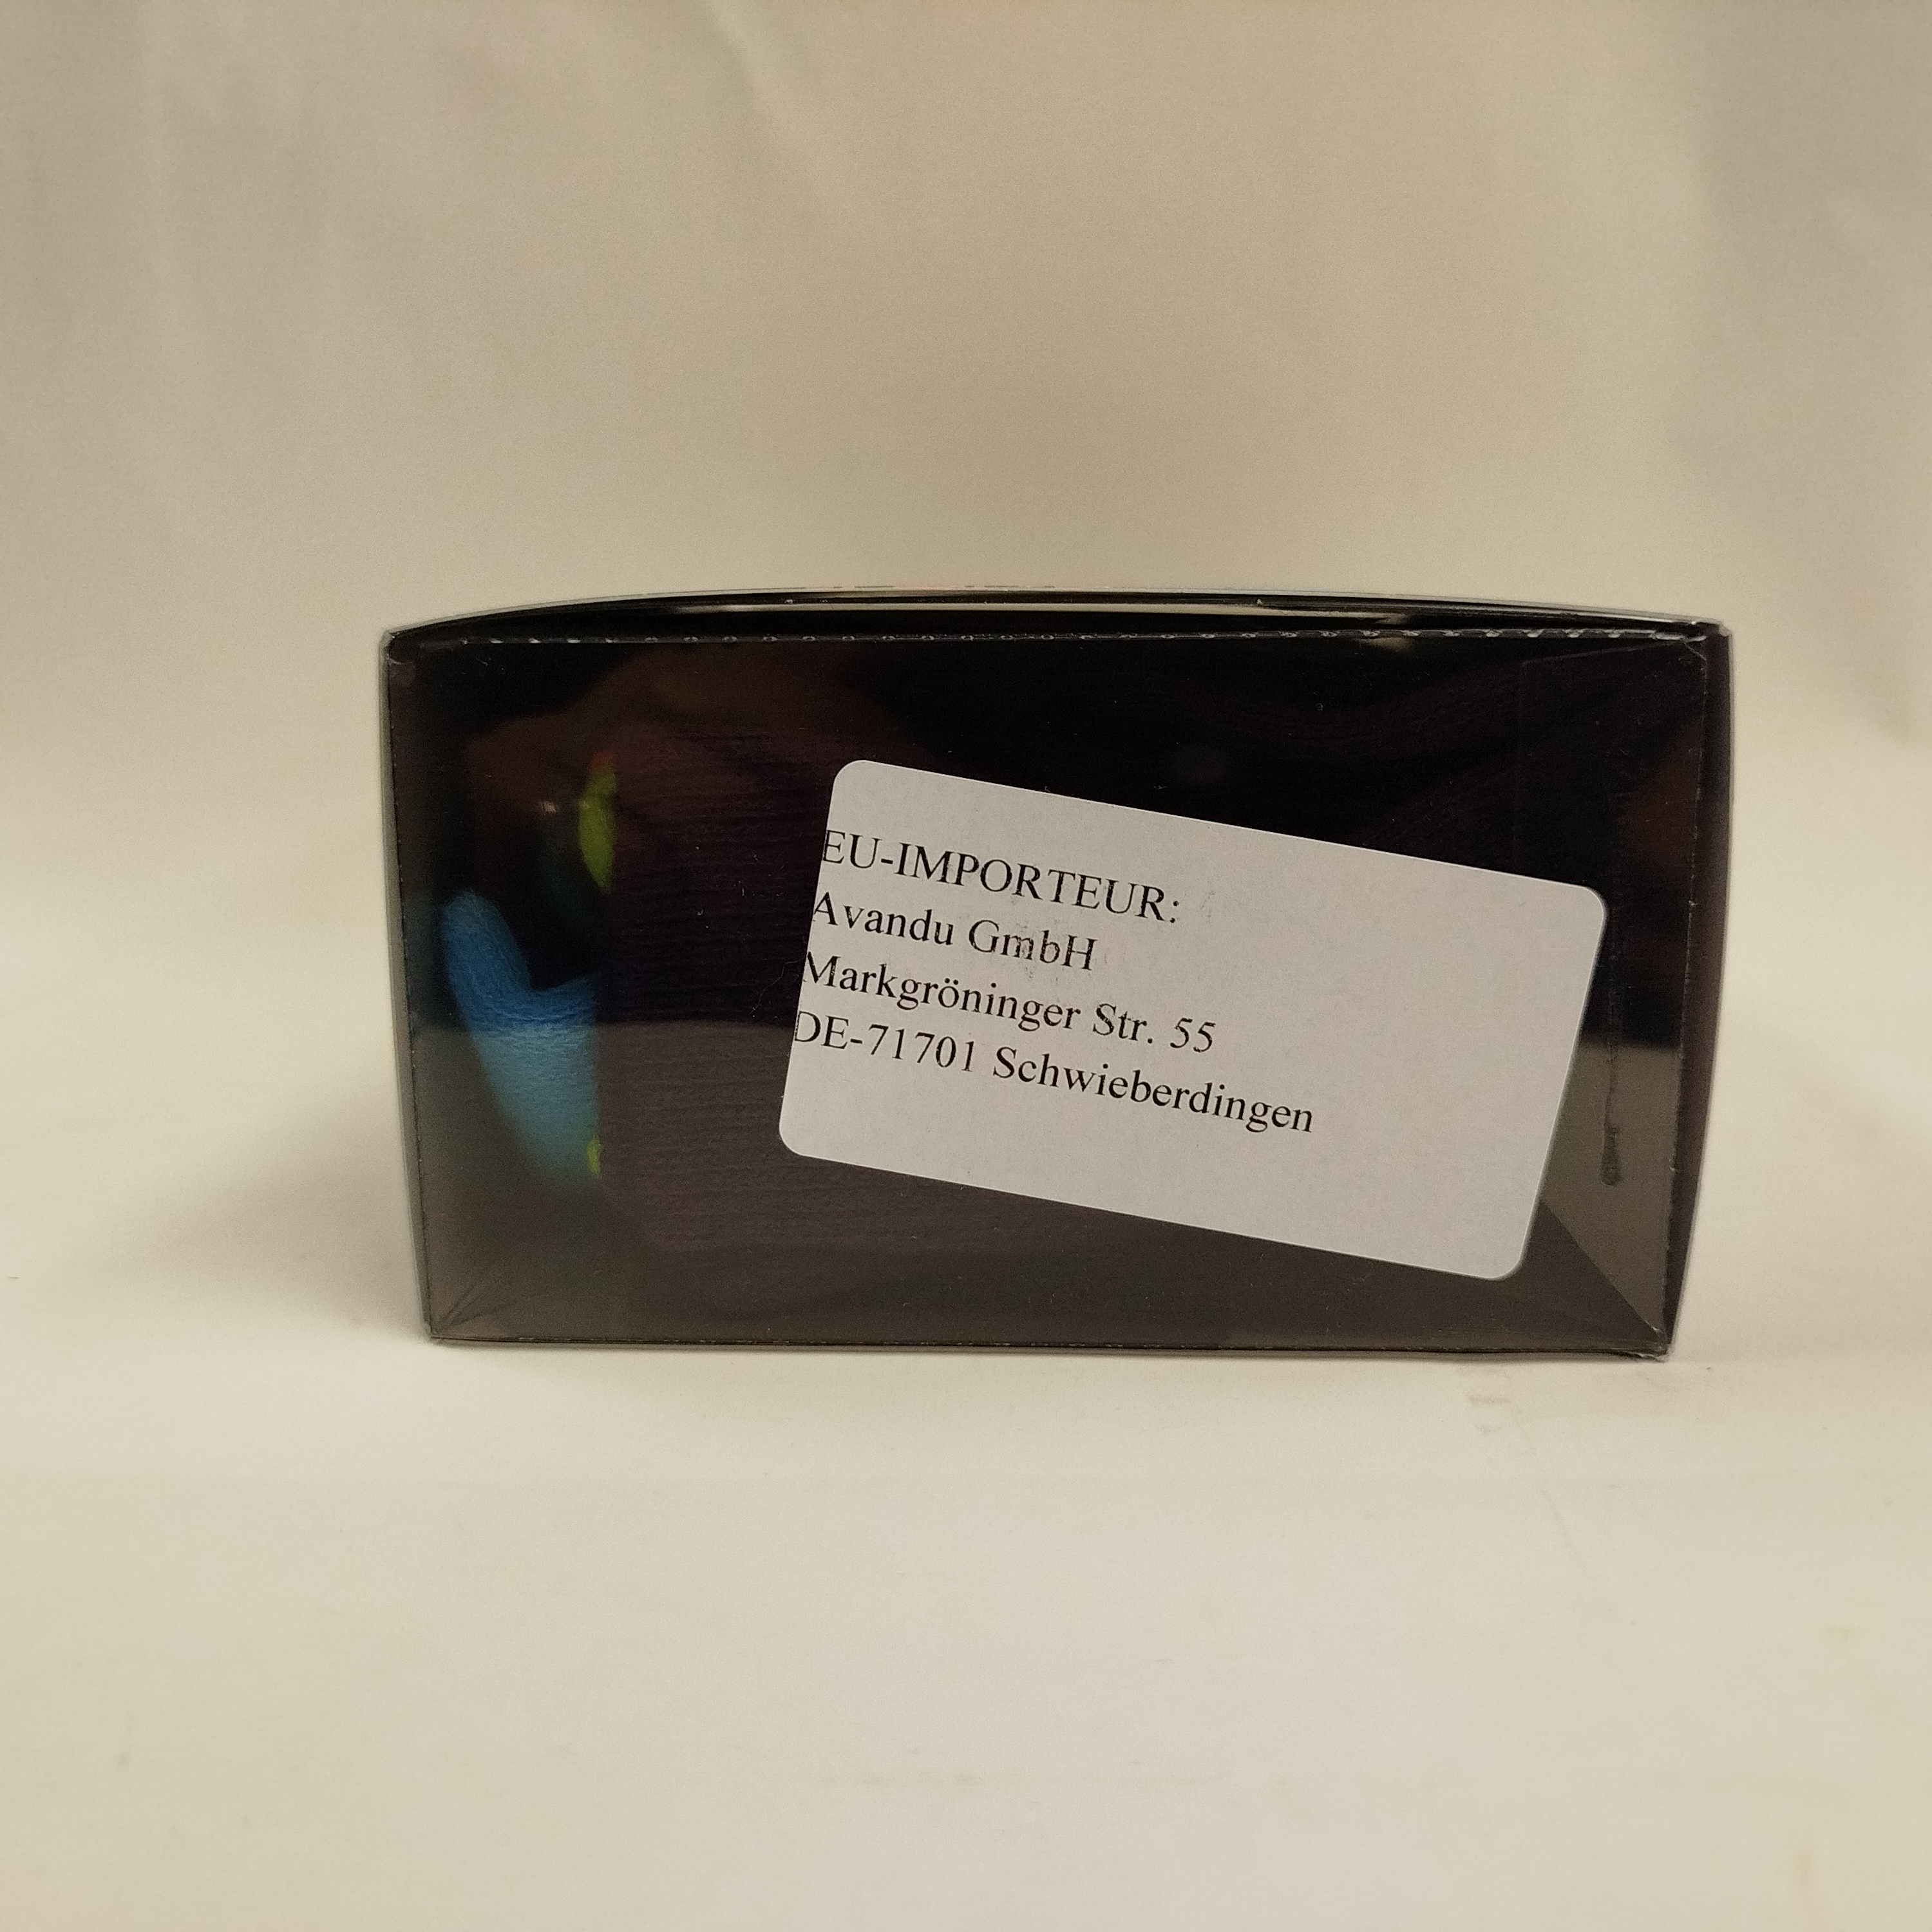 EU-IMPORTEUR:
Avandu GmbH
Markgröninger Str. 55
DE-71701 Schwieberdingen